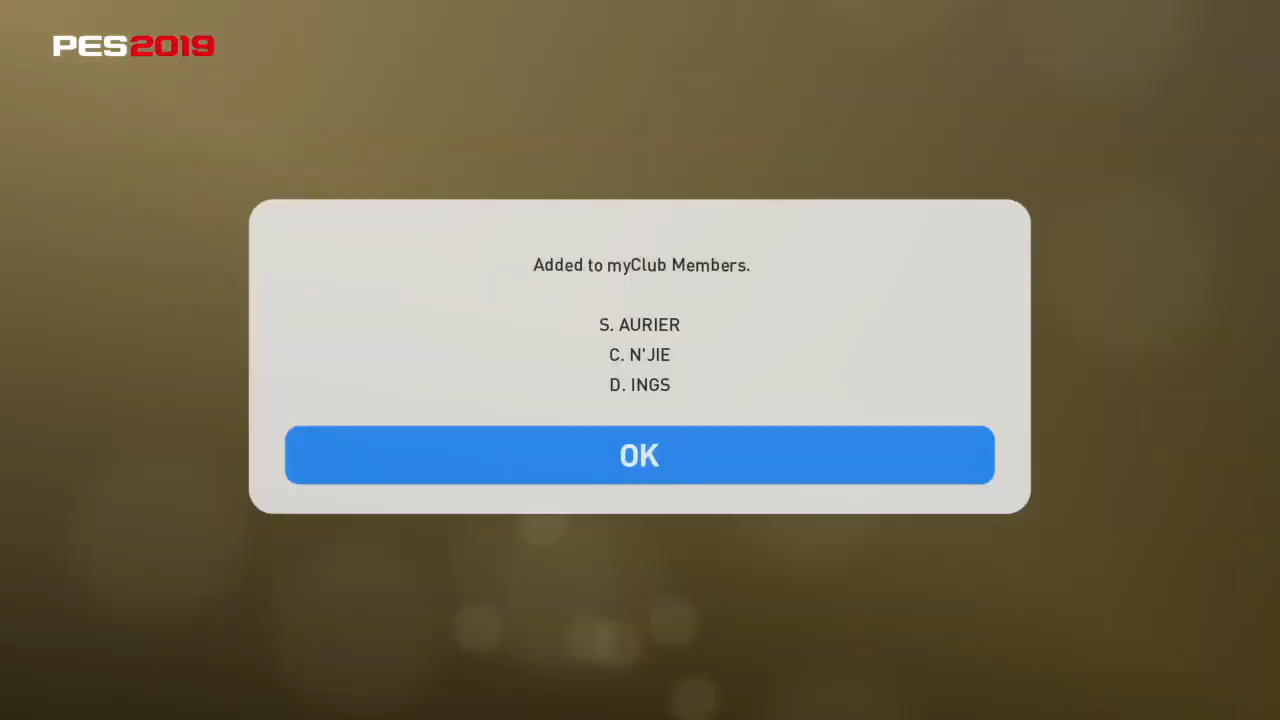 PES2019
Added to myClub Members.
S. AURIER
C. N'JIE
D. INGS
OK